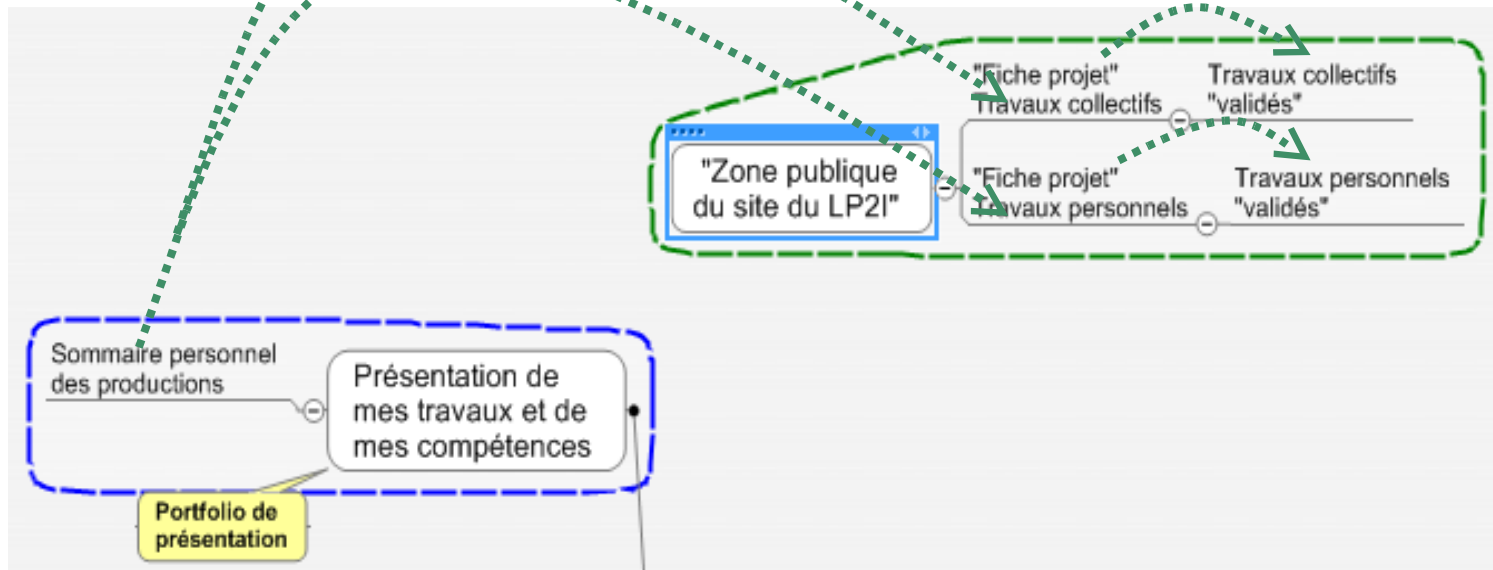 "Fiche projet"
Travaux collectifs
Travaux collectifs
"validés"
"Zone publique
du site du LP2I"
"Fiche projet"
Travaux personnels
Travaux personnels
"validés"
Sommaire personnel
des productions
Présentation de
mes travaux et de
mes compétences
Portfolio de
présentation